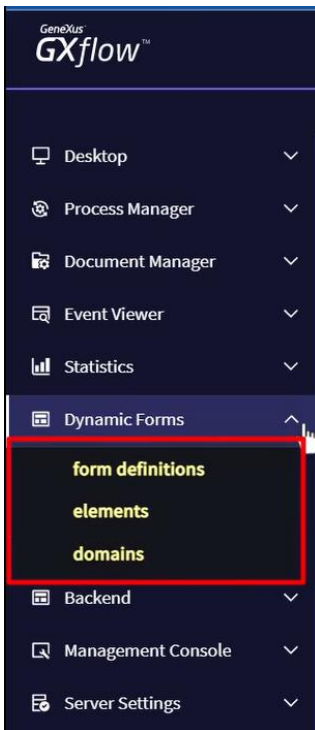 GeneXus™
GXflow™
Desktop
Process Manager
Document Manager
Event Viewer
Statistics
Dynamic Forms
form definitions
elements
domains
Backend
Management Console
Server Settings